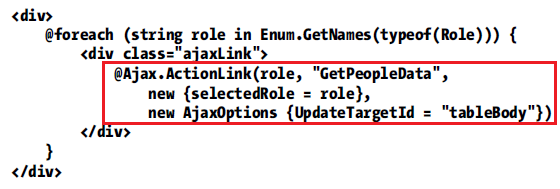 <div>
@foreach (string role in Enum.GetNames(typeof(Role))) {
<div class="ajaxLink">
@Ajax.ActionLink(role, "GetPeopleData",
new {selectedRole = role},
new AjaxOptions {UpdateTargetId = "tableBody"})
</div>
}
</div>